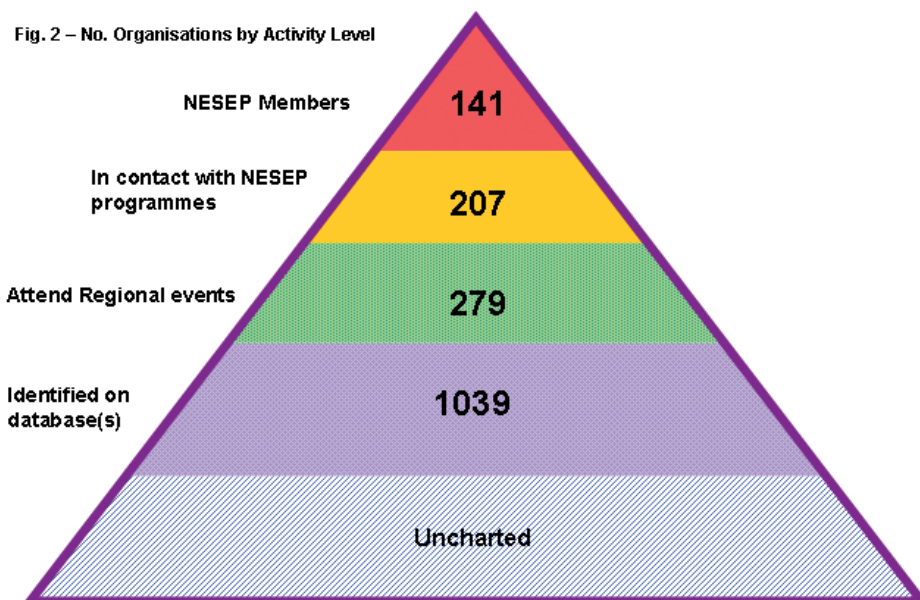 Fig. 2 – No. Organisations by Activity Level
NESEP Members
141
In contact with NESEP
programmes
207
Attend Regional events
279
Identified on
database(s)
1039
Uncharted